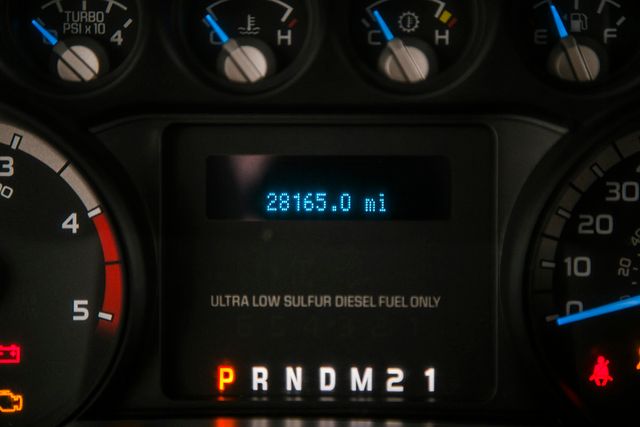 TURBO
PSI x 10 4
C H
C H
E F
3
4
5
28165.0 mi
ULTRA LOW SULFUR DIESEL FUEL ONLY
P R N D M 2 1
30
20
10
0
20